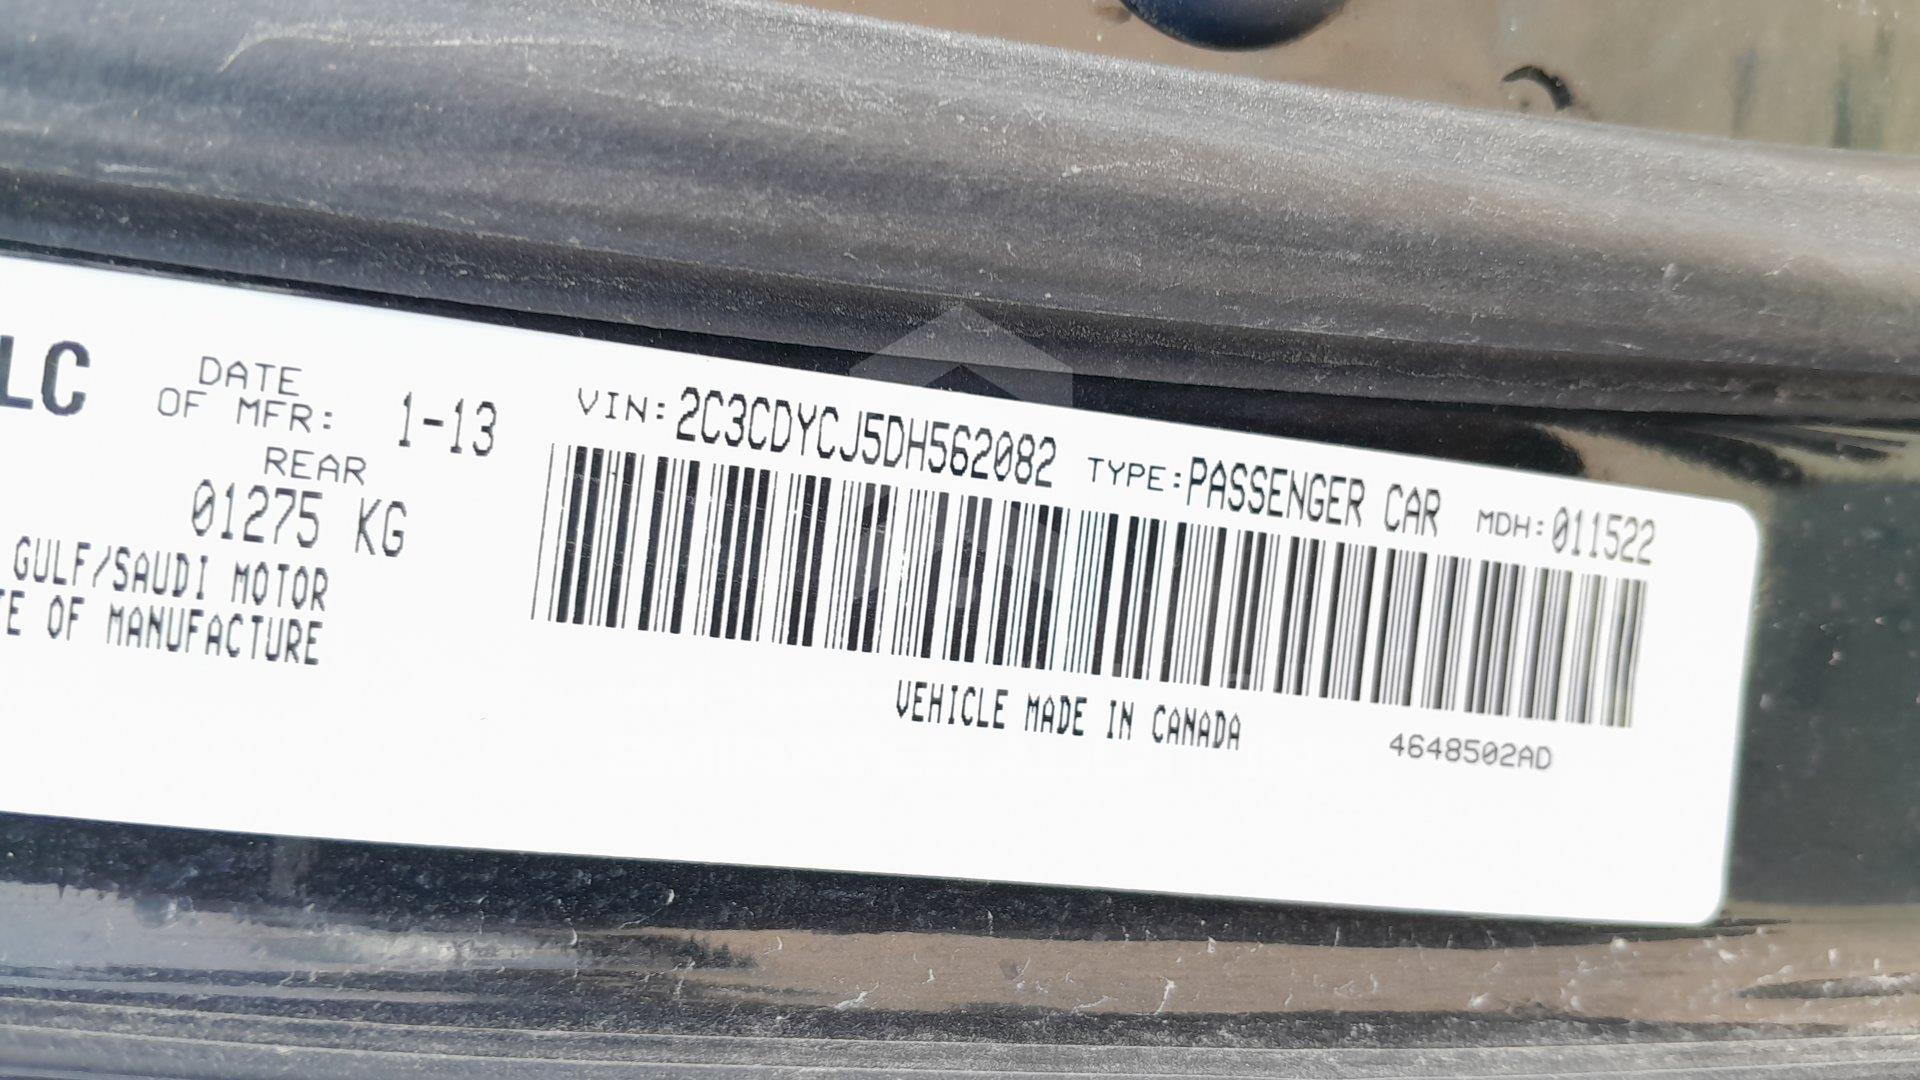 LC
DATE OF MFR: 1-13
VIN: 2C3CDYCJ5DH562082 TYPE: PASSENGER CAR MDH: 011522
REAR
01275 KG
GULF/SAUDI MOTOR
TE OF MANUFACTURE
VEHICLE MADE IN CANADA
4648502AD